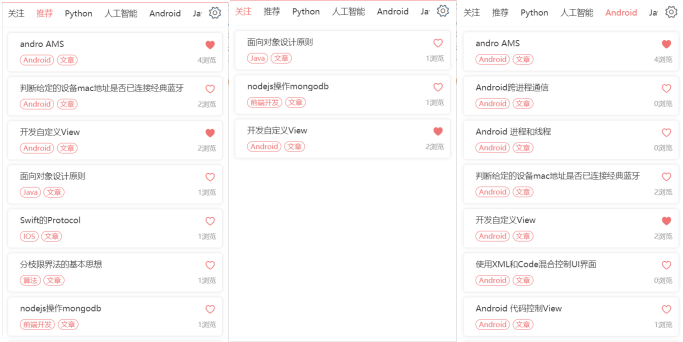 关注 推荐 Python 人工智能 Android Ja
andro AMS
Android 文章 4浏览
判断给定的设备mac地址是否已连接经典蓝牙
Android 文章 2浏览
开发自定义View
Android 文章 2浏览
面向对象设计原则
Java 文章 1浏览
Swift的Protocol
IOS 文章 1浏览
分枝限界法的基本思想
算法 文章 1浏览
nodejs操作mongodb
前端开发 文章 1浏览
关注 推荐 Python 人工智能 Android Ja
面向对象设计原则
Java 文章 1浏览
nodejs操作mongodb
前端开发 文章 1浏览
开发自定义View
Android 文章 2浏览
关注 推荐 Python 人工智能 Android Ja
andro AMS
Android 文章 4浏览
Android跨进程通信
Android 文章 0浏览
Android 进程和线程
Android 文章 0浏览
判断给定的设备mac地址是否已连接经典蓝牙
Android 文章 2浏览
开发自定义View
Android 文章 2浏览
使用XML和Code混合控制UI界面
Android 文章 0浏览
Android 代码控制View
Android 文章 1浏览